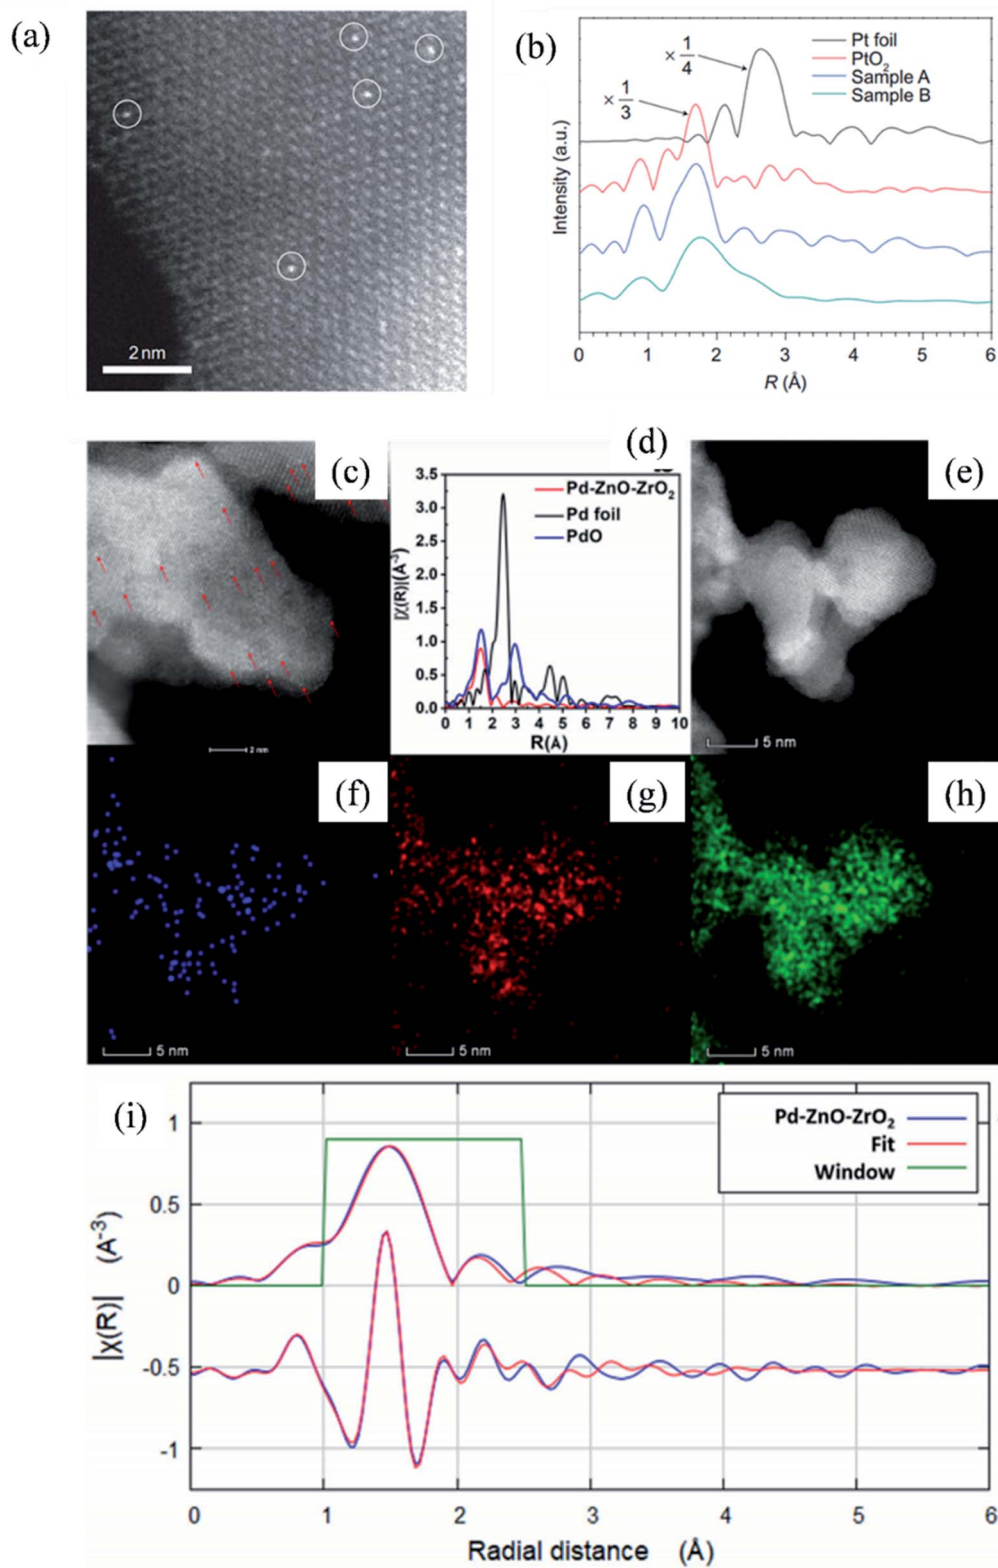 (a)
2 nm
(b)
Intensity (a.u.)
× 1/4
× 1/3
Pt foil
PtO₂
Sample A
Sample B
0 1 2 3 4 5 6
R (Å)
(c)
2 nm
(d)
|χ(R)|(Å⁻³)
3.5
3.0
2.5
2.0
1.5
1.0
0.5
0.0
Pd-ZnO-ZrO₂
Pd foil
PdO
0 1 2 3 4 5 6 7 8 9 10
R(Å)
(e)
5 nm
(f)
5 nm
(g)
5 nm
(h)
5 nm
(i)
|χ(R)| (A⁻³)
1
0.5
0
-0.5
-1
Pd-ZnO-ZrO₂
Fit
Window
0 1 2 3 4 5 6
Radial distance (Å)